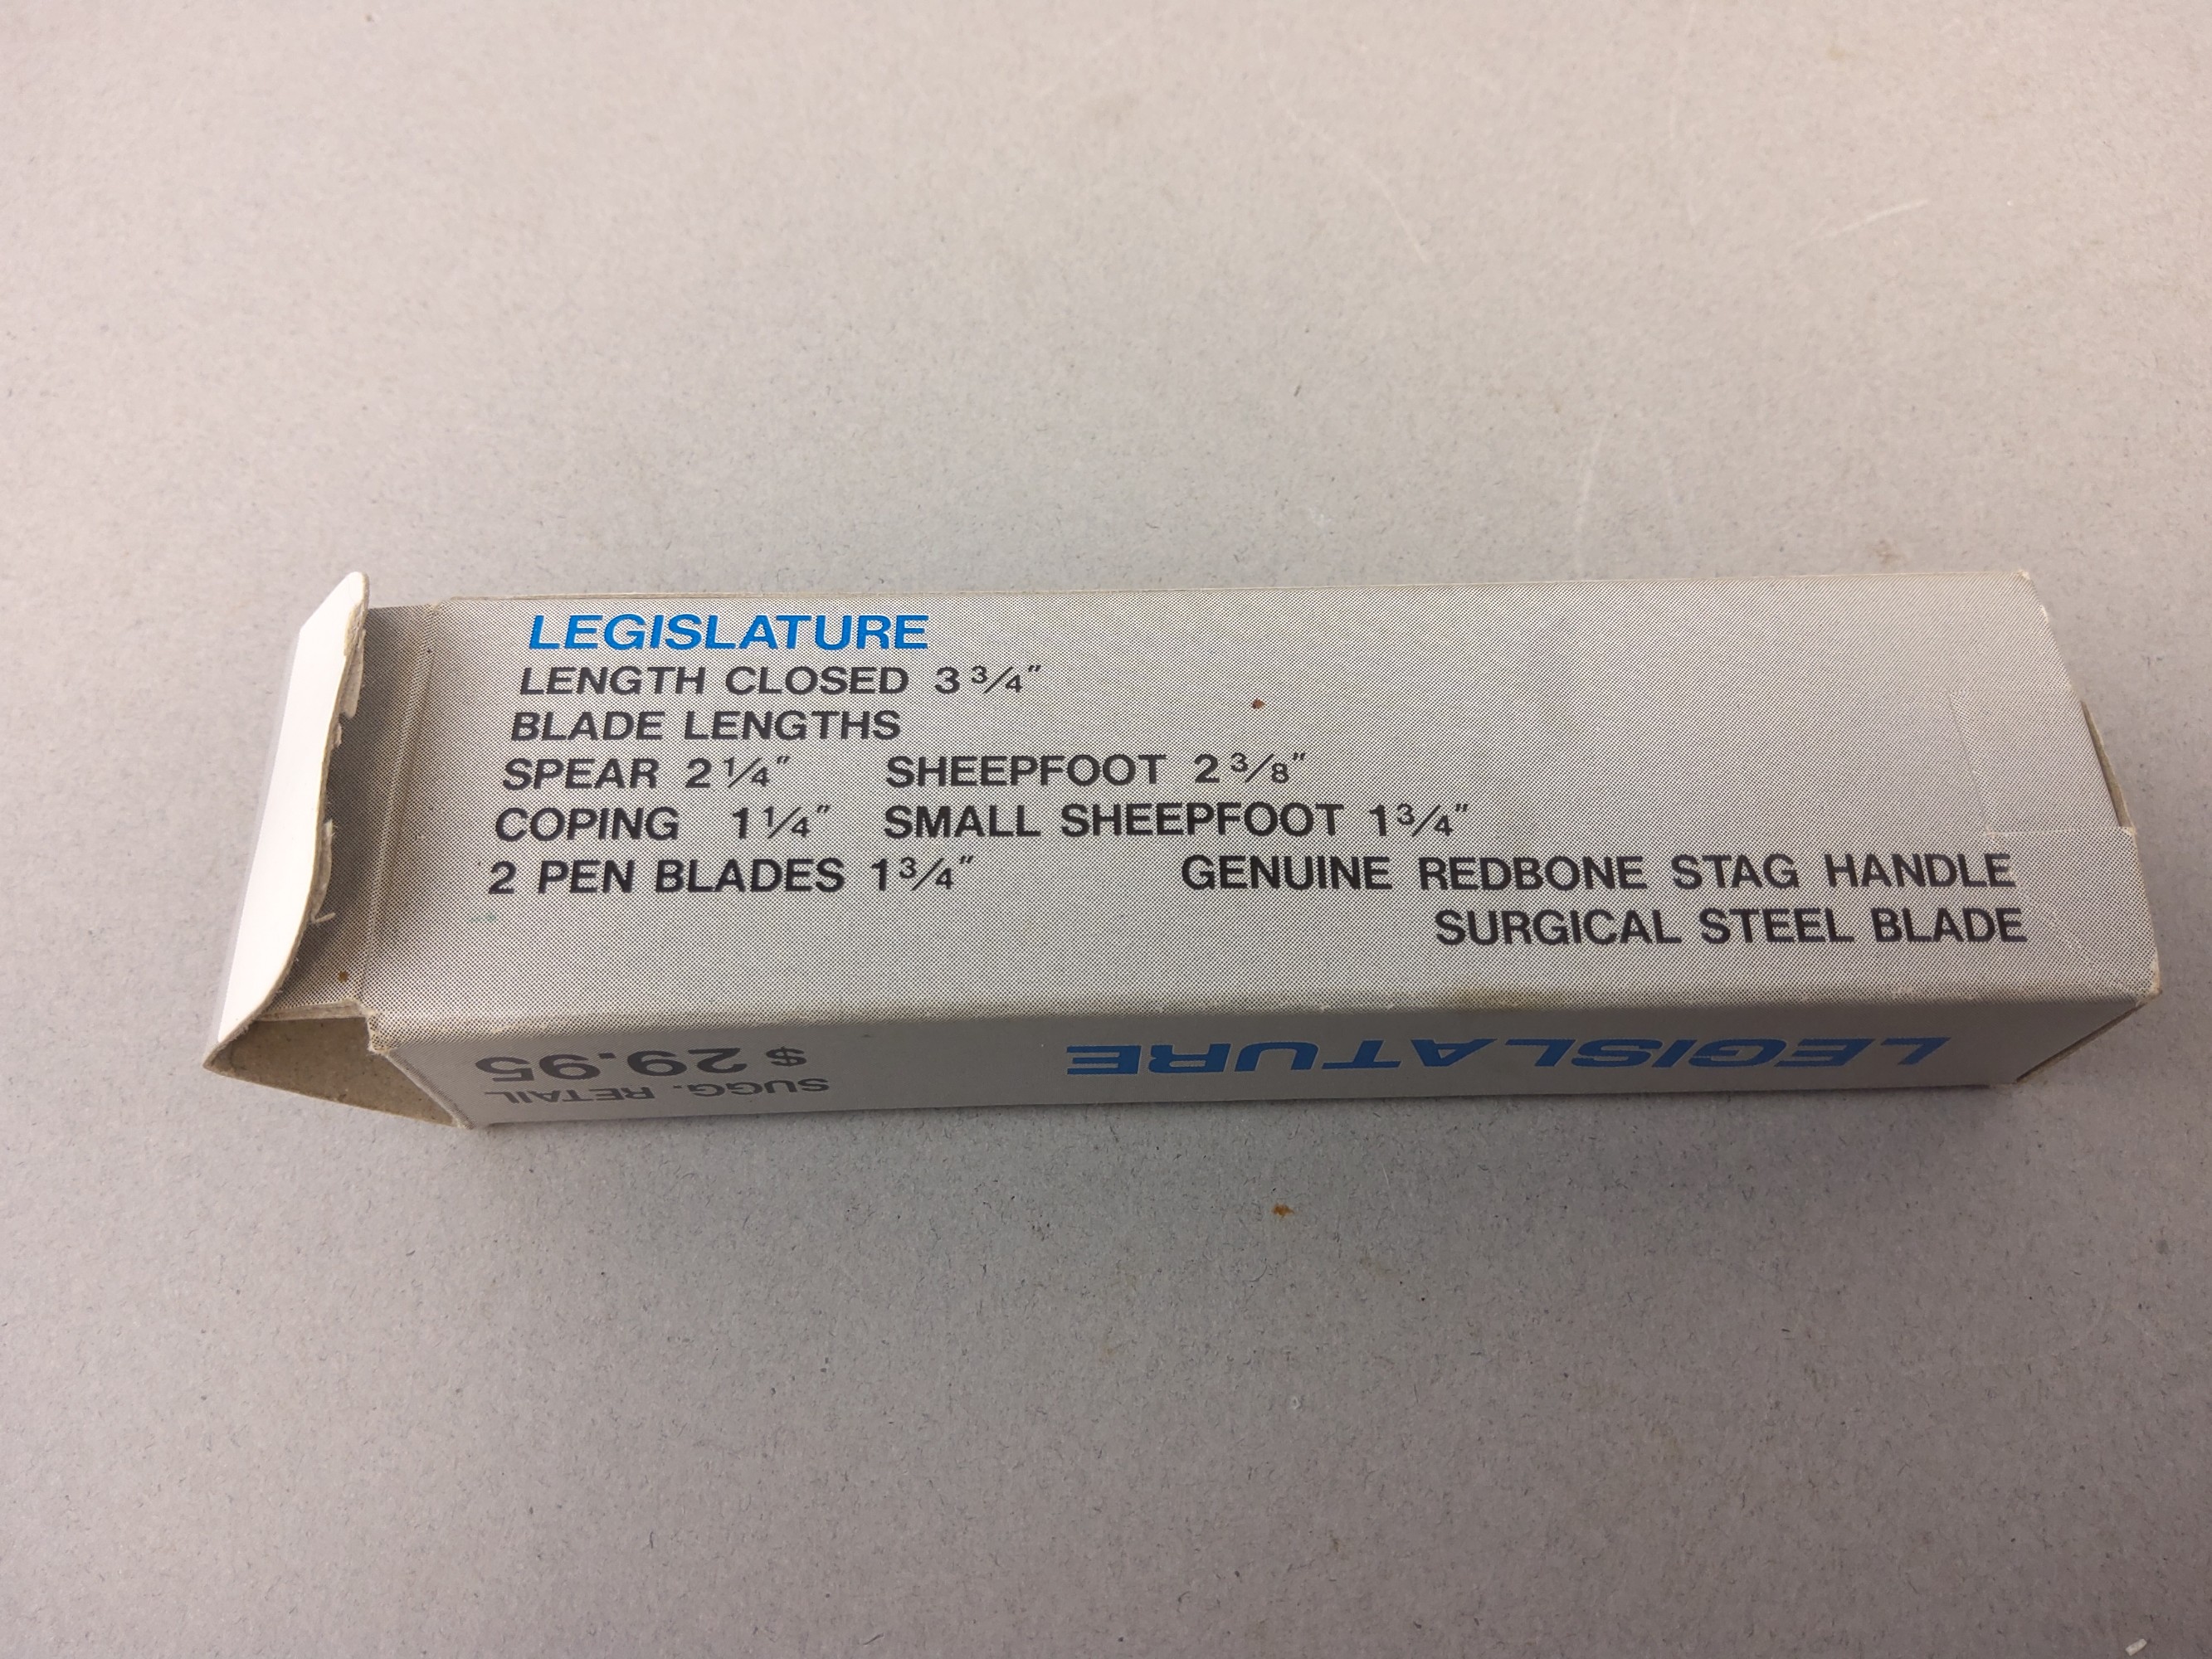 LEGISLATURE
LENGTH CLOSED 3 3/4"
BLADE LENGTHS
SPEAR 2 1/4" SHEEPFOOT 2 3/8"
COPING 1 1/4" SMALL SHEEPFOOT 1 3/4"
2 PEN BLADES 1 3/4" GENUINE REDBONE STAG HANDLE
SURGICAL STEEL BLADE
LEGISLATURE
SUGG. RETAIL
$29.95